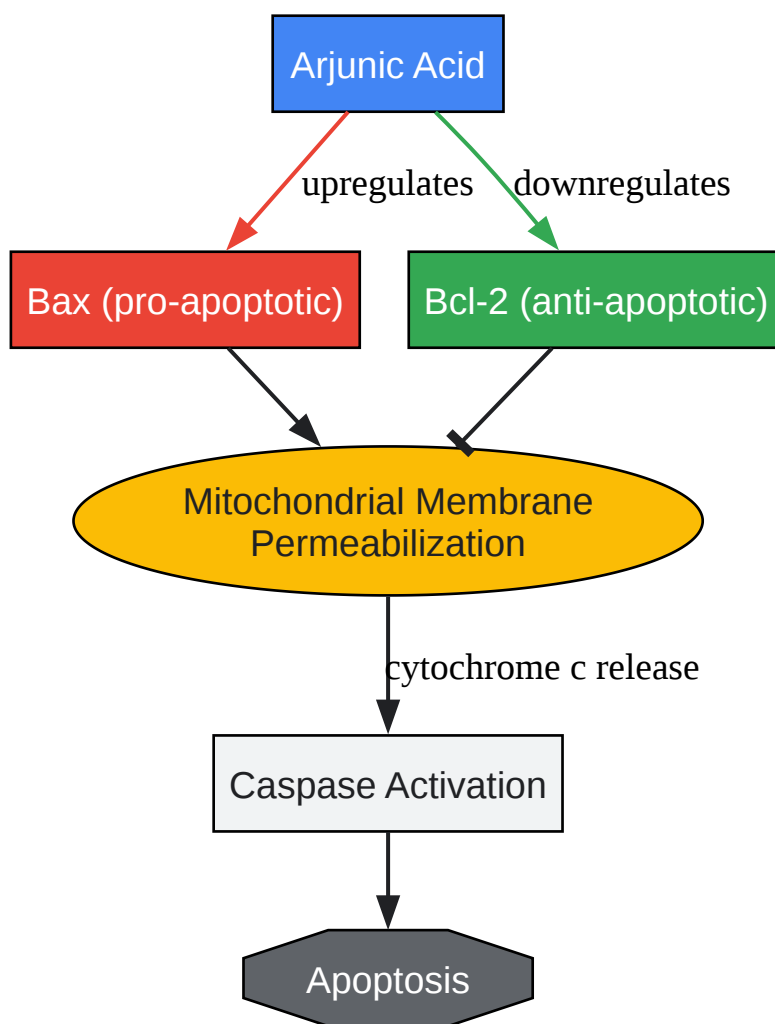 Arjunic Acid
upregulates
downregulates
Bax (pro-apoptotic)
Bcl-2 (anti-apoptotic)
Mitochondrial Membrane
Permeabilization
cytochrome c release
Caspase Activation
Apoptosis